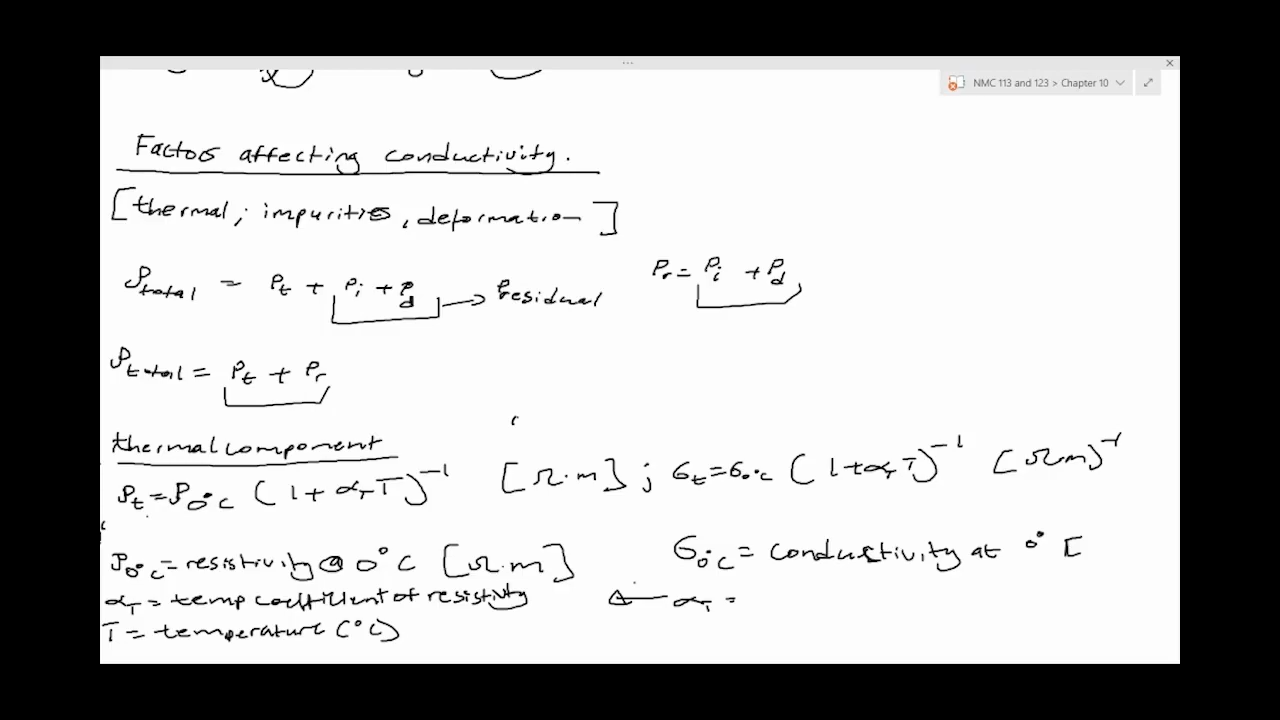 NMC 113 and 123 > Chapter 10
Factors affecting conductivity.
[thermal; impurities, deformation]
ρtotal = ρt + ρi + ρd → ρresidual
ρr = ρi + ρd
ρtotal = ρt + ρr
thermal component
ρt = ρ0°C (1 + αT T)⁻¹ [Ω·m] ; σt = σ0°C (1 + αT T)⁻¹ [Ω·m]⁻¹
ρ0°C = resistivity @ 0°C [Ω·m]
σ0°C = conductivity at 0° [
αT = temp coefficient of resistivity
← αT =
T = temperature (°C)